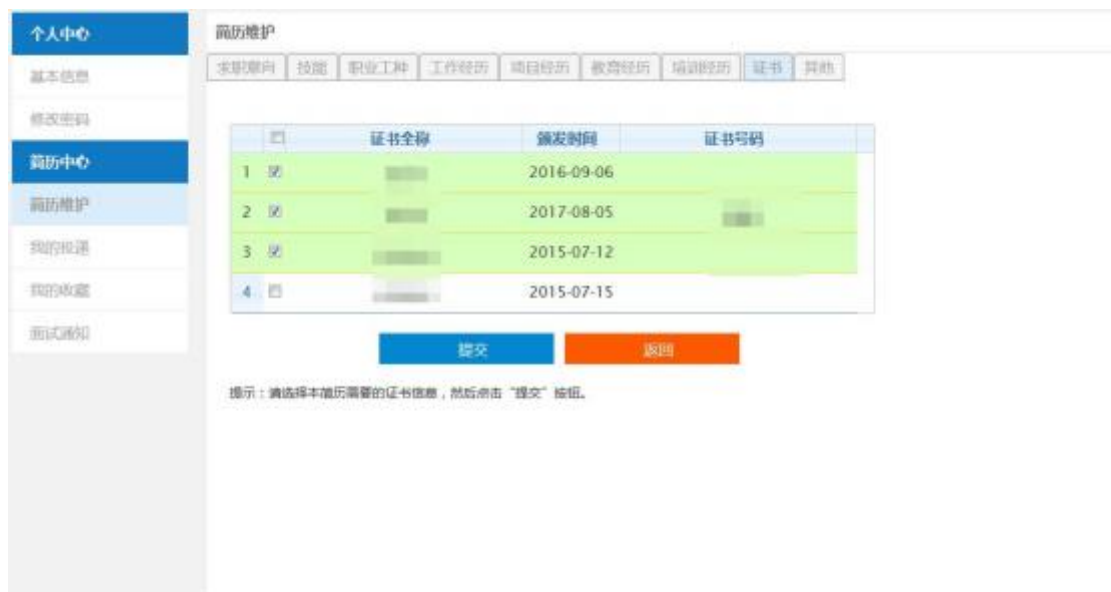 个人中心
基本信息
修改密码
简历中心
简历维护
我的投递
我的收藏
面试通知
简历维护
求职意向 技能 职业工种 工作经历 项目经历 教育经历 培训经历 证书 其他
证书全称 颁发时间 证书号码
1 2016-09-06
2 2017-08-05
3 2015-07-12
4 2015-07-15
提交 返回
提示：请选择本简历需要的证书信息，然后点击“提交”按钮。